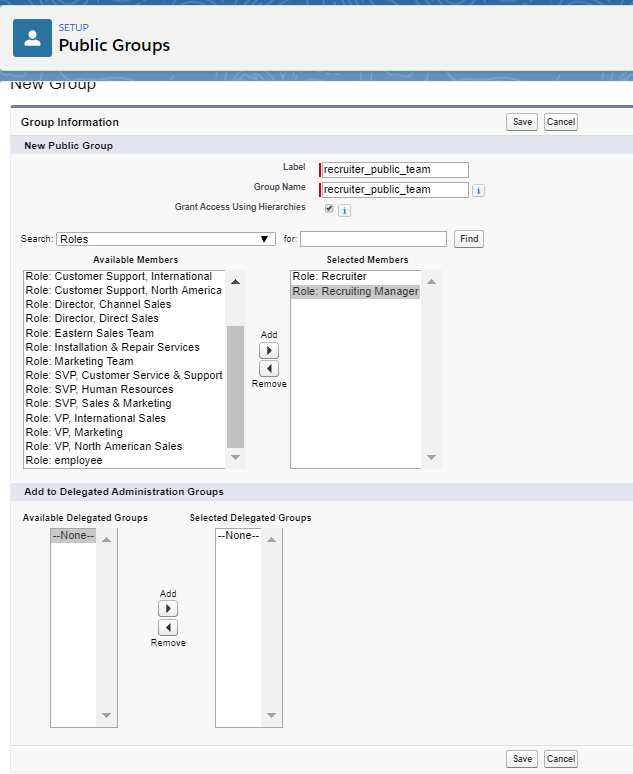 SETUP
Public Groups
New Group
Group Information
Save
Cancel
New Public Group
Label
recruiter_public_team
Group Name
recruiter_public_team
i
Grant Access Using Hierarchies
i
Search:
Roles
for:
Find
Available Members
Selected Members
Role: Customer Support, International
Role: Customer Support, North America
Role: Director, Channel Sales
Role: Director, Direct Sales
Role: Eastern Sales Team
Role: Installation & Repair Services
Role: Marketing Team
Role: SVP, Customer Service & Support
Role: SVP, Human Resources
Role: SVP, Sales & Marketing
Role: VP, International Sales
Role: VP, Marketing
Role: VP, North American Sales
Role: employee
Add
Remove
Role: Recruiter
Role: Recruiting Manager
Add to Delegated Administration Groups
Available Delegated Groups
Selected Delegated Groups
--None--
Add
Remove
--None--
Save
Cancel